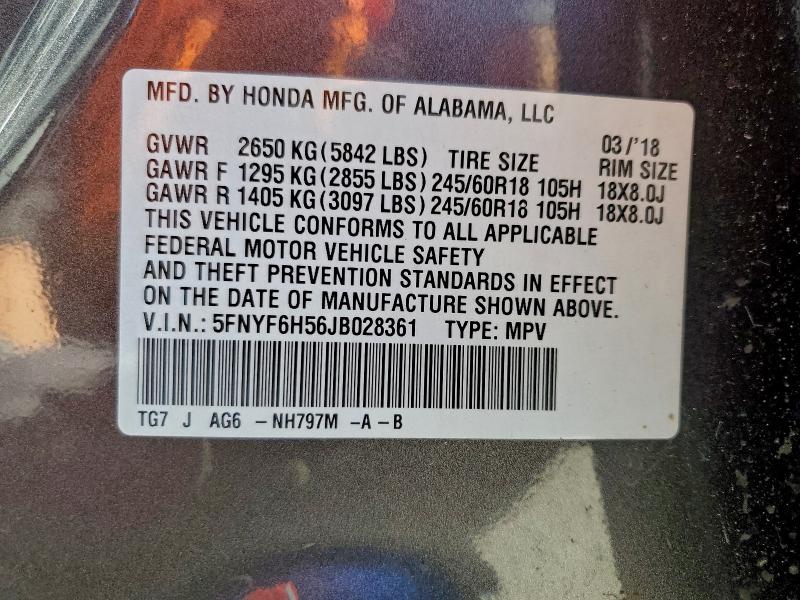 MFD. BY HONDA MFG. OF ALABAMA, LLC
03/'18
GVWR 2650 KG(5842 LBS) TIRE SIZE RIM SIZE
GAWR F 1295 KG(2855 LBS) 245/60R18 105H 18X8.0J
GAWR R 1405 KG(3097 LBS) 245/60R18 105H 18X8.0J
THIS VEHICLE CONFORMS TO ALL APPLICABLE
FEDERAL MOTOR VEHICLE SAFETY
AND THEFT PREVENTION STANDARDS IN EFFECT
ON THE DATE OF MANUFACTURE SHOWN ABOVE.
V.I.N.: 5FNYF6H56JB028361 TYPE: MPV
TG7 J AG6 -NH797M -A -B